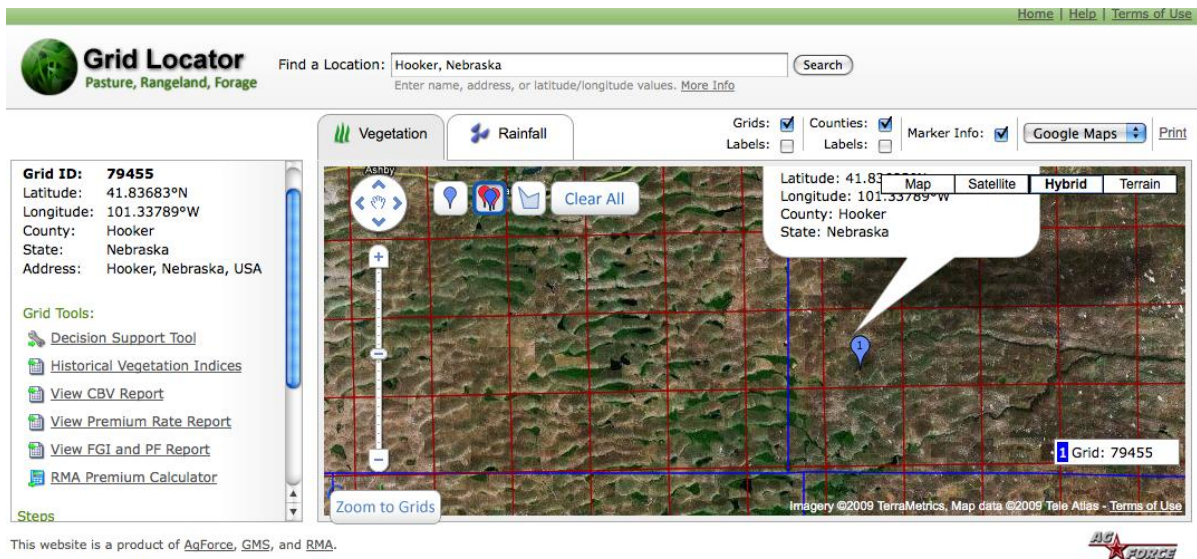 Home | Help | Terms of Use
Grid Locator
Pasture, Rangeland, Forage
Find a Location: Hooker, Nebraska Search
Enter name, address, or latitude/longitude values. More Info
Vegetation Rainfall
Grids: Counties: Marker Info: Google Maps Print
Labels: Labels:
Grid ID: 79455
Latitude: 41.83683°N
Longitude: 101.33789°W
County: Hooker
State: Nebraska
Address: Hooker, Nebraska, USA
Grid Tools:
Decision Support Tool
Historical Vegetation Indices
View CBV Report
View Premium Rate Report
View FGI and PF Report
RMA Premium Calculator
Steps
Ashby
Clear All
Latitude: 41.83
Longitude: 101.33789°W
County: Hooker
State: Nebraska
Map Satellite Hybrid Terrain
1
1 Grid: 79455
Zoom to Grids
Imagery ©2009 TerraMetrics, Map data ©2009 Tele Atlas - Terms of Use
This website is a product of AgForce, GMS, and RMA.
AG FORCE